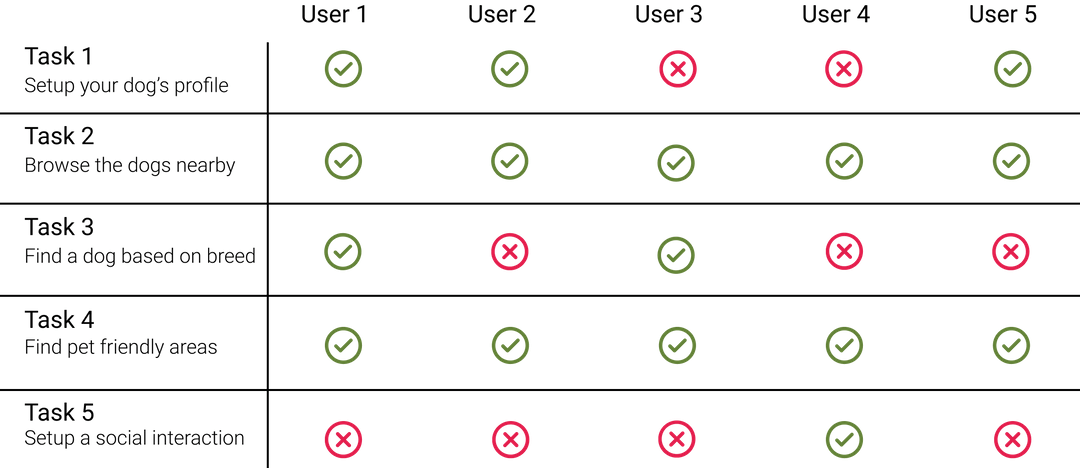 User 1 User 2 User 3 User 4 User 5
Task 1
Setup your dog’s profile
Task 2
Browse the dogs nearby
Task 3
Find a dog based on breed
Task 4
Find pet friendly areas
Task 5
Setup a social interaction